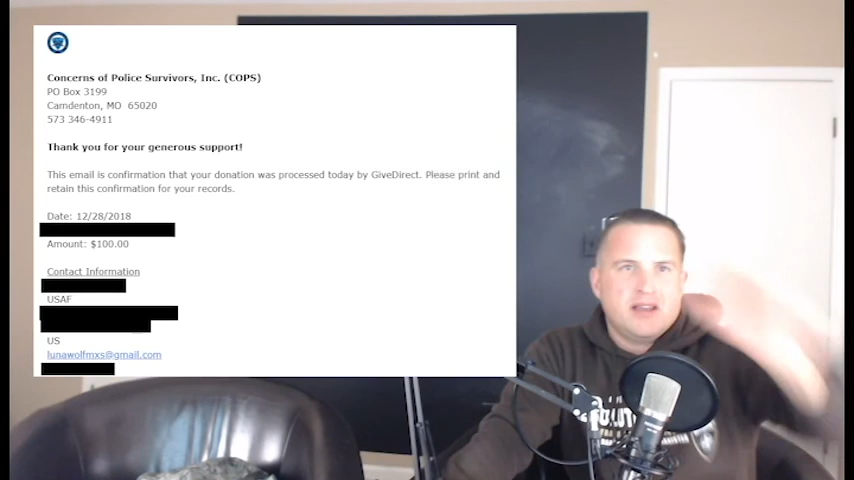 Concerns of Police Survivors, Inc. (COPS)
PO Box 3199
Camdenton, MO 65020
573 346-4911
Thank you for your generous support!
This email is confirmation that your donation was processed today by GiveDirect. Please print and
retain this confirmation for your records.
Date: 12/28/2018
Amount: $100.00
Contact Information
USAF
US
lunawolfmxs@gmail.com